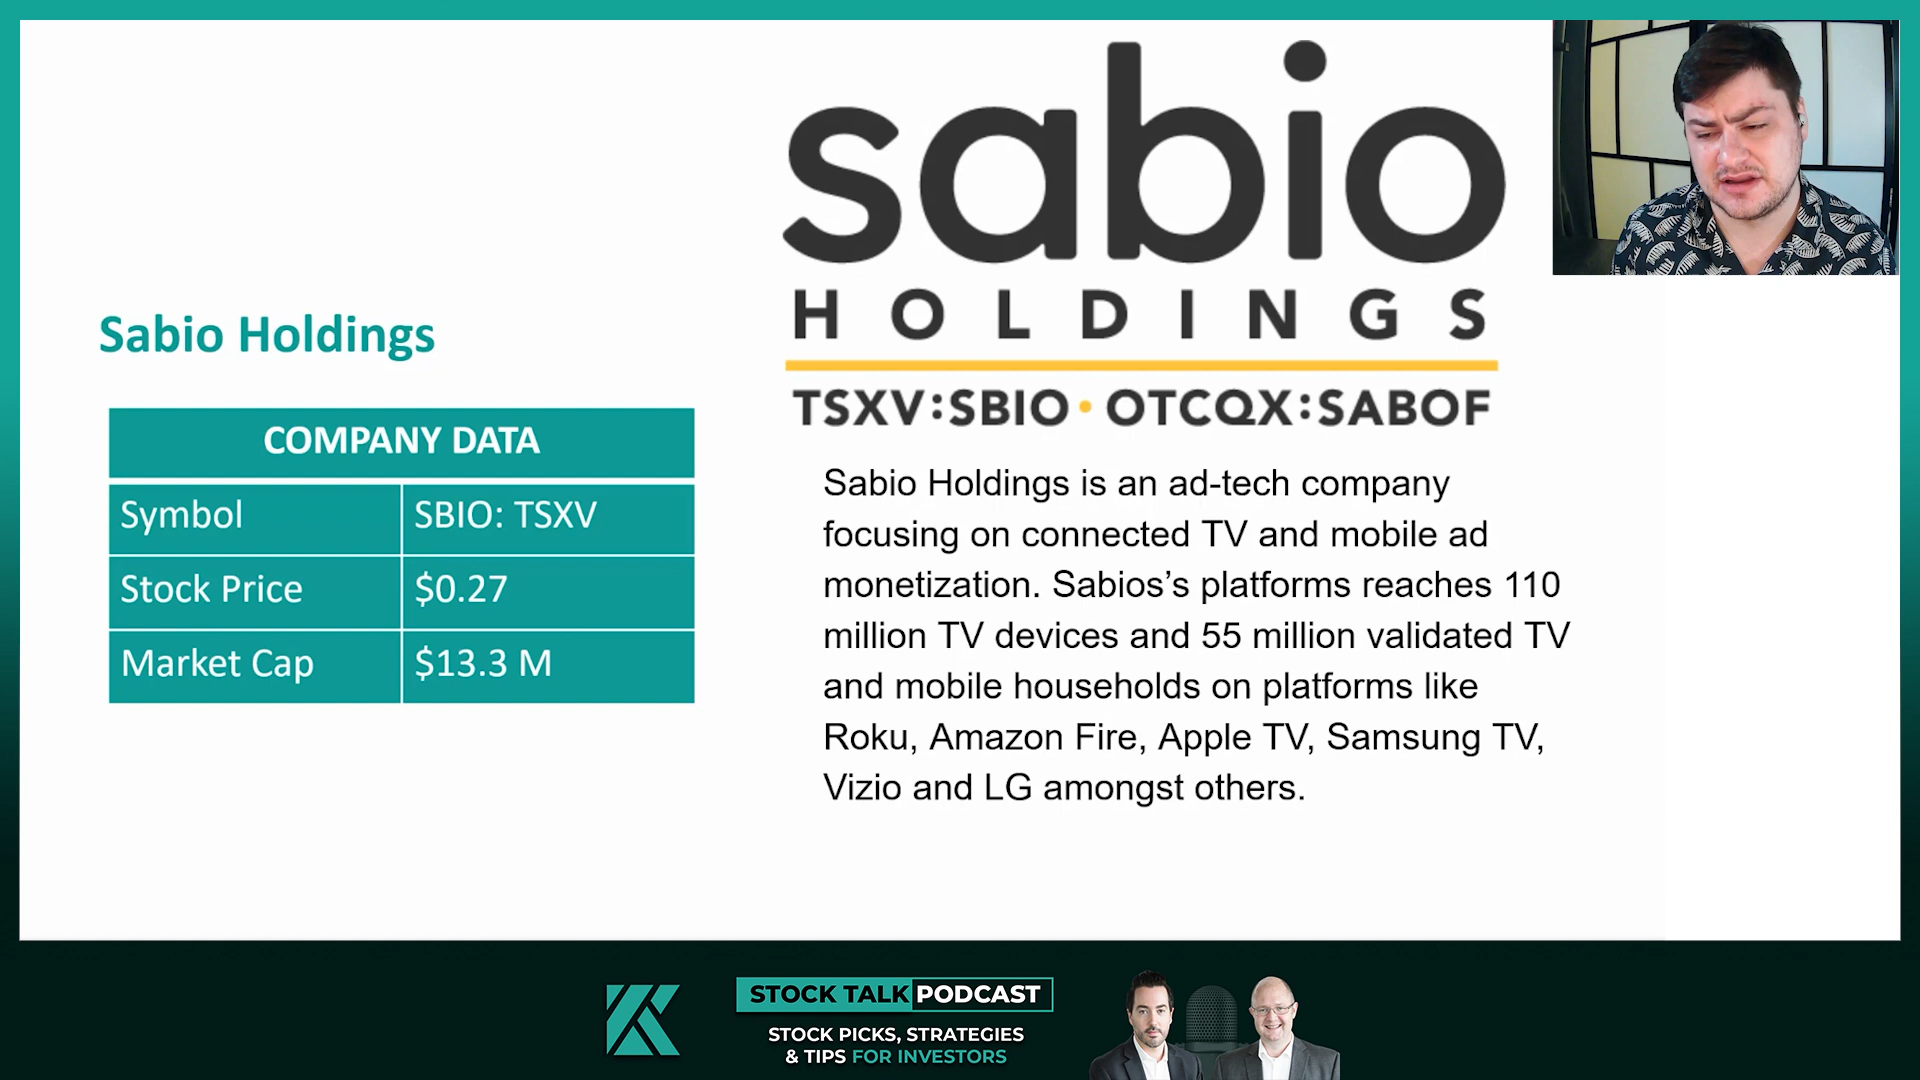 sabio
HOLDINGS
TSXV:SBIO • OTCQX:SABOF
Sabio Holdings
COMPANY DATA
Symbol SBIO: TSXV
Stock Price $0.27
Market Cap $13.3 M
Sabio Holdings is an ad-tech company
focusing on connected TV and mobile ad
monetization. Sabios’s platforms reaches 110
million TV devices and 55 million validated TV
and mobile households on platforms like
Roku, Amazon Fire, Apple TV, Samsung TV,
Vizio and LG amongst others.
STOCK TALK PODCAST
STOCK PICKS, STRATEGIES
& TIPS FOR INVESTORS